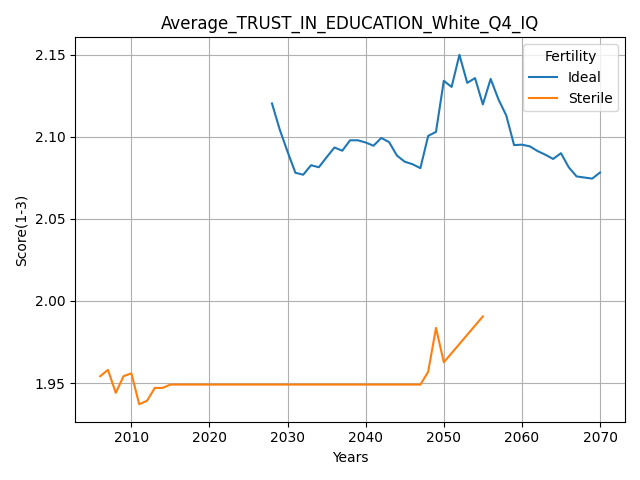 Average_TRUST_IN_EDUCATION_White_Q4_IQ
Fertility
Ideal
Sterile
2.15
2.10
2.05
2.00
1.95
Score(1-3)
2010 2020 2030 2040 2050 2060 2070
Years